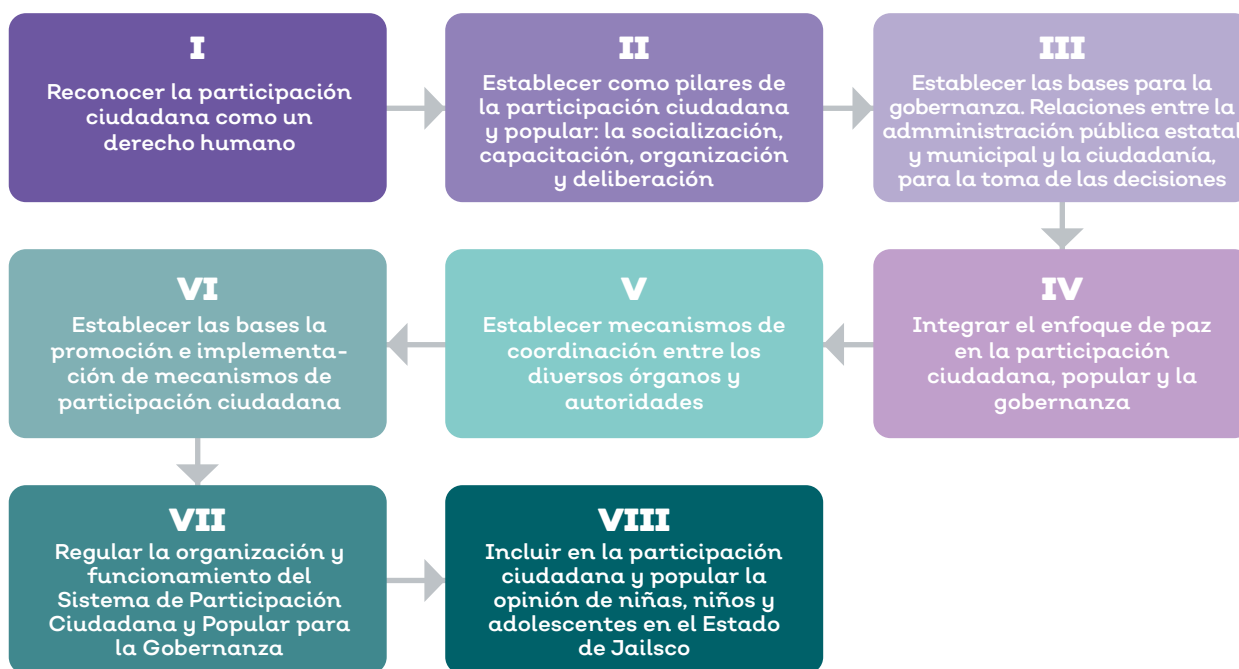 I
Reconocer la participación
ciudadana como un
derecho humano
II
Establecer como pilares de
la participación ciudadana
y popular: la socialización,
capacitación, organización
y deliberación
III
Establecer las bases para la
gobernanza. Relaciones entre la
admministración pública estatal
y municipal y la ciudadanía,
para la toma de las decisiones
IV
Integrar el enfoque de paz
en la participación
ciudadana, popular y la
gobernanza
V
Establecer mecanismos de
coordinación entre los
diversos órganos y
autoridades
VI
Establecer las bases la
promoción e implementa-
ción de mecanismos de
participación ciudadana
VII
Regular la organización y
funcionamiento del
Sistema de Participación
Ciudadana y Popular para
la Gobernanza
VIII
Incluir en la participación
ciudadana y popular la
opinión de niñas, niños y
adolescentes en el Estado
de Jailsco